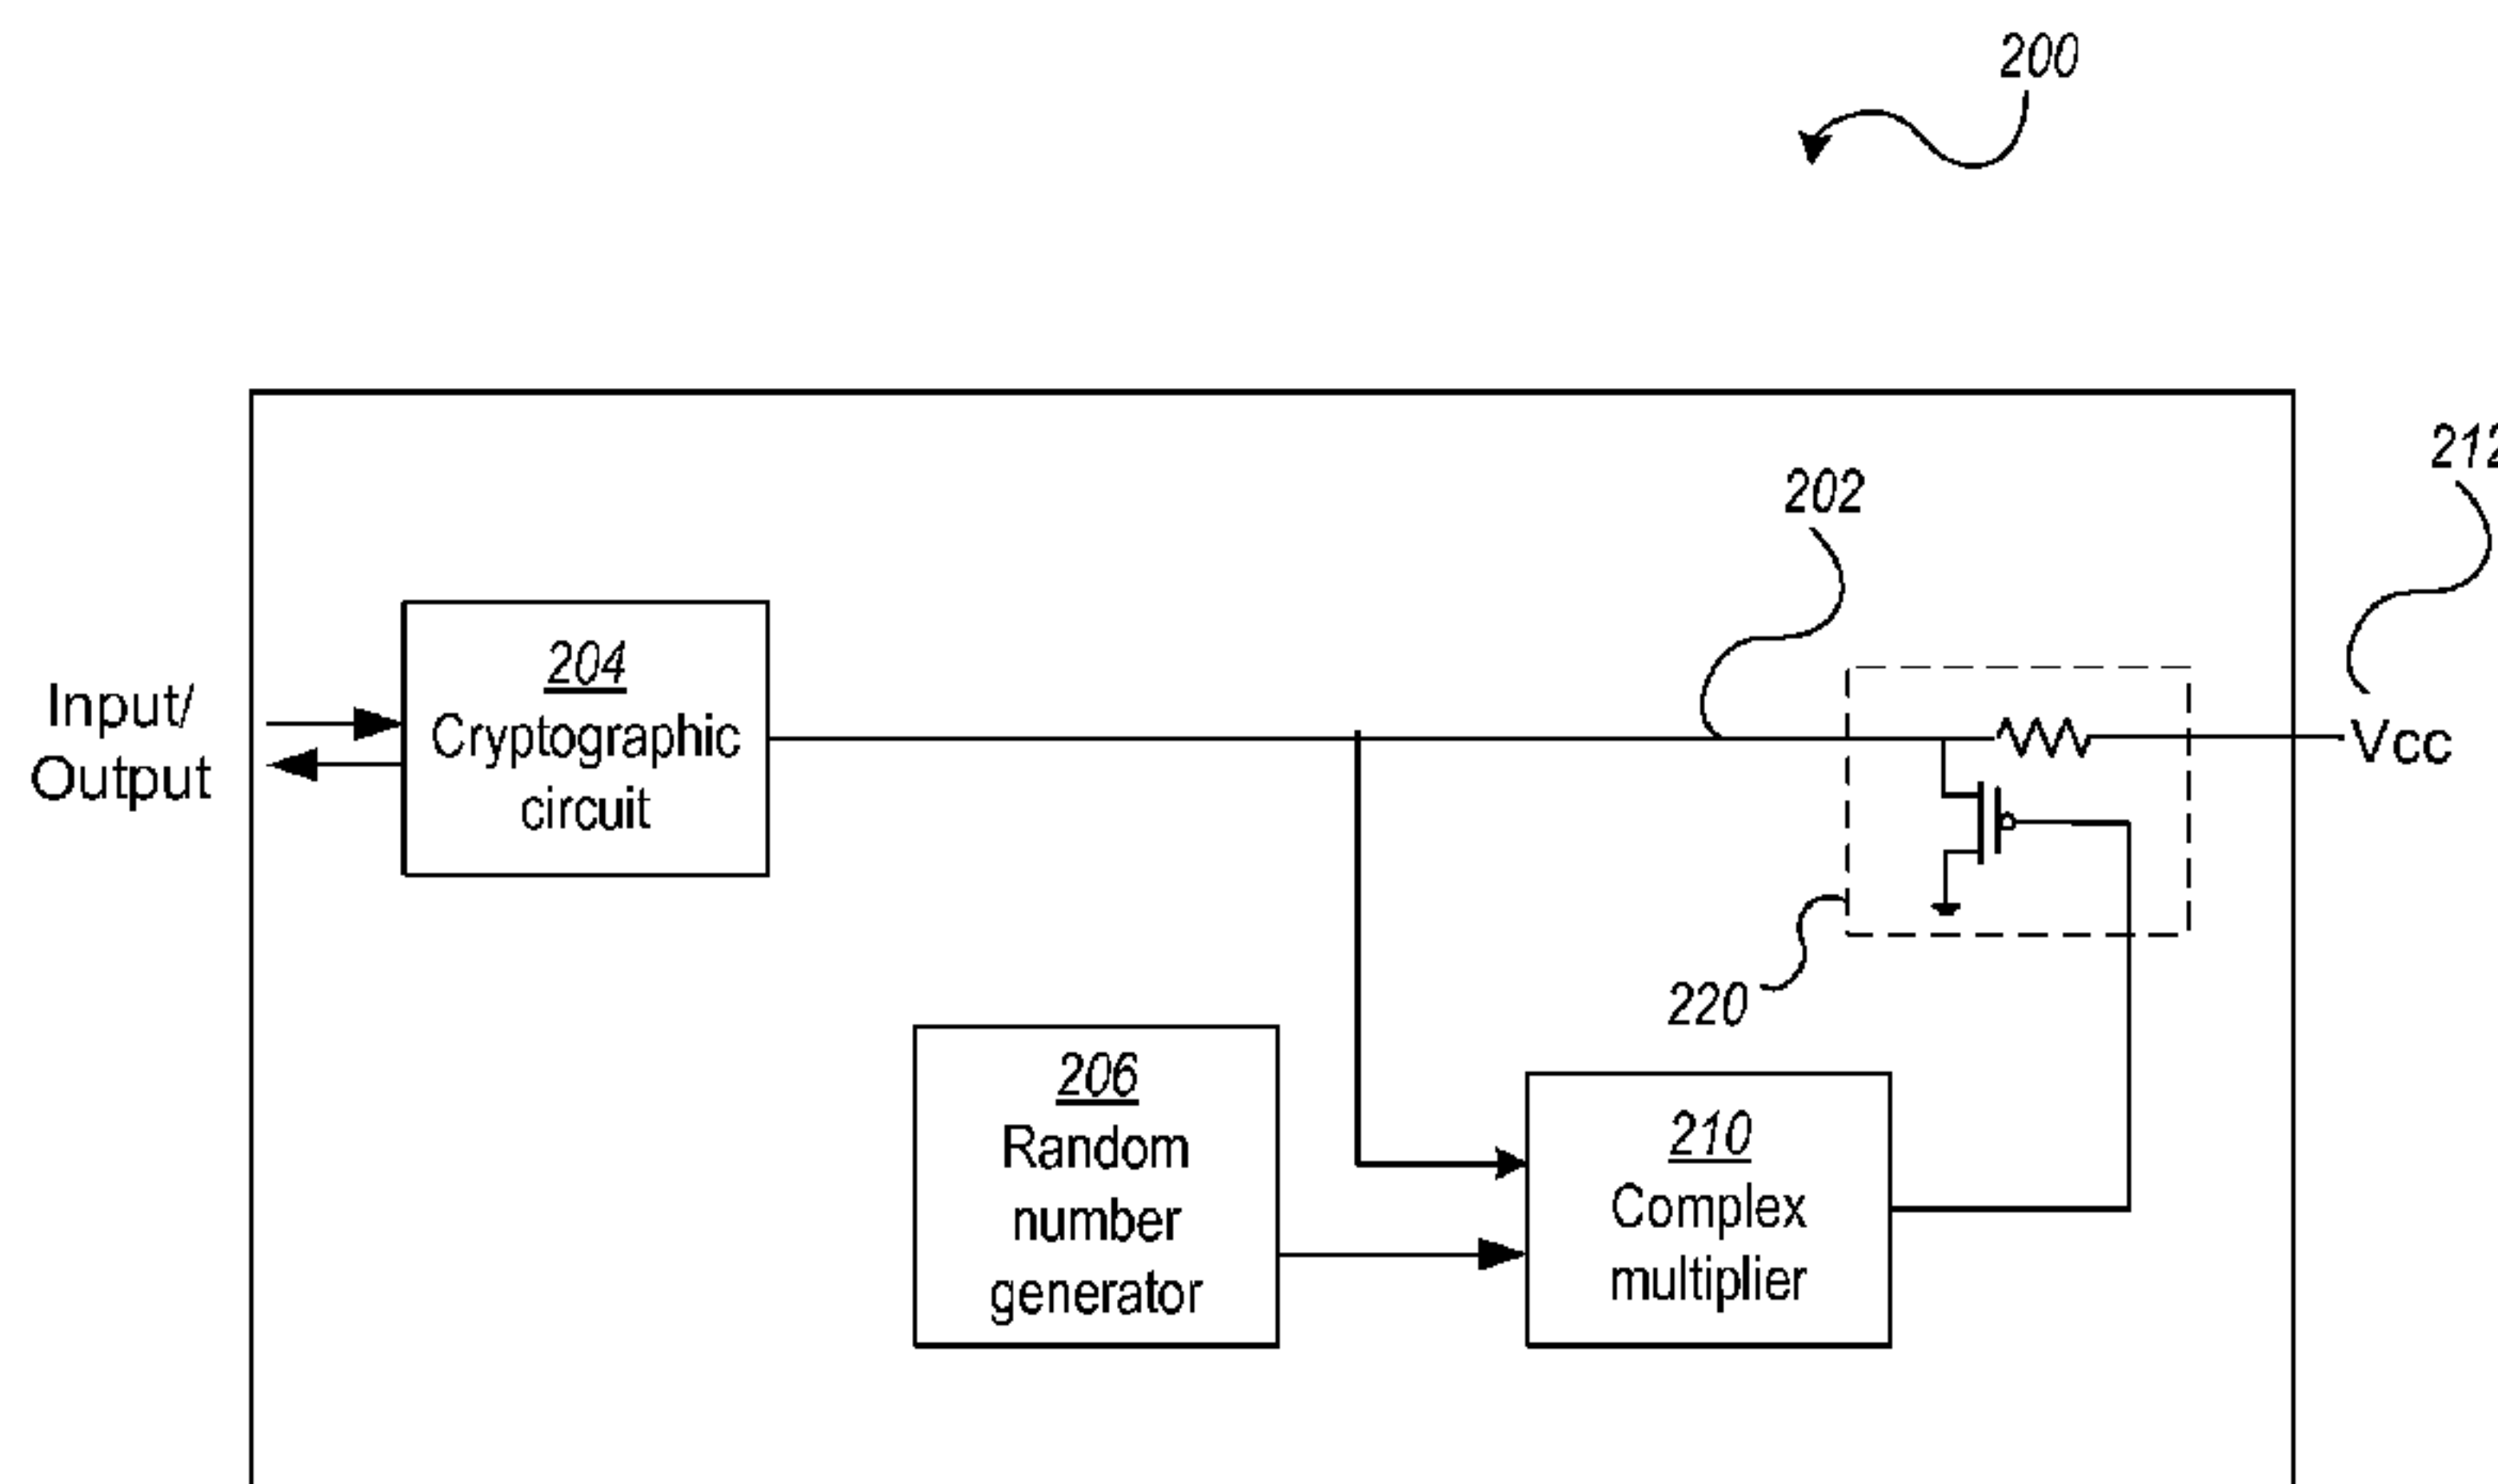 200
212
202
204
Cryptographic
circuit
Input/
Output
Vcc
220
206
Random
number
generator
210
Complex
multiplier